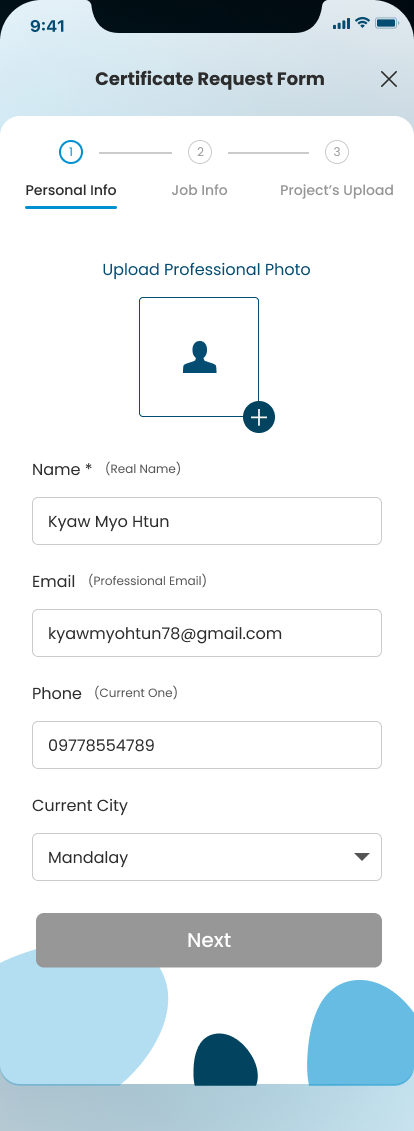 9:41
Certificate Request Form
1 2 3
Personal Info Job Info Project's Upload
Upload Professional Photo
Name * (Real Name)
Kyaw Myo Htun
Email (Professional Email)
kyawmyohtun78@gmail.com
Phone (Current One)
09778554789
Current City
Mandalay
Next